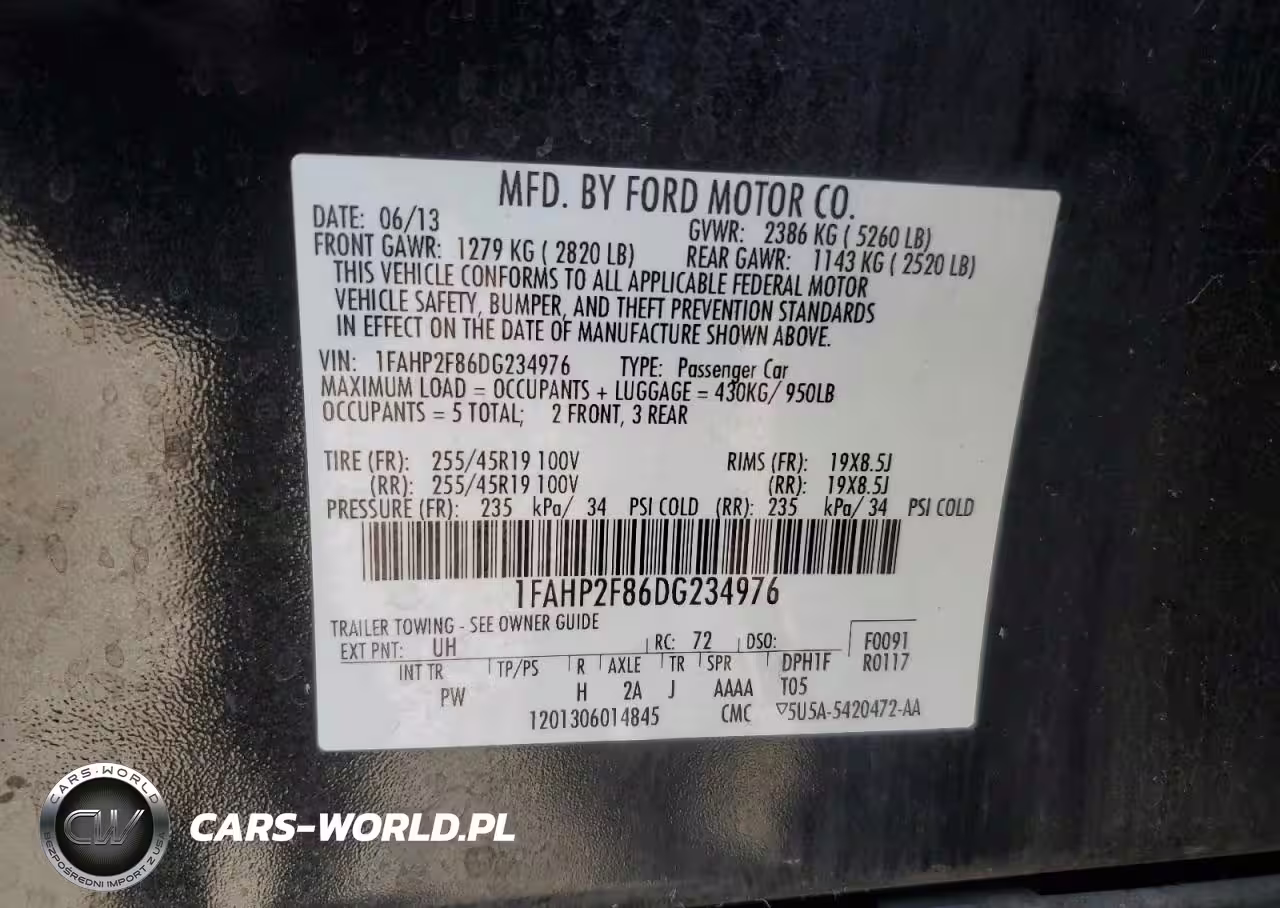 MFD. BY FORD MOTOR CO.
DATE: 06/13 GVWR: 2386 KG ( 5260 LB)
FRONT GAWR: 1279 KG ( 2820 LB) REAR GAWR: 1143 KG ( 2520 LB)
THIS VEHICLE CONFORMS TO ALL APPLICABLE FEDERAL MOTOR
VEHICLE SAFETY, BUMPER, AND THEFT PREVENTION STANDARDS
IN EFFECT ON THE DATE OF MANUFACTURE SHOWN ABOVE.
VIN: 1FAHP2F86DG234976 TYPE: Passenger Car
MAXIMUM LOAD = OCCUPANTS + LUGGAGE = 430KG/ 950LB
OCCUPANTS = 5 TOTAL; 2 FRONT, 3 REAR
TIRE (FR): 255/45R19 100V RIMS (FR): 19X8.5J
(RR): 255/45R19 100V (RR): 19X8.5J
PRESSURE (FR): 235 kPa/ 34 PSI COLD (RR): 235 kPa/ 34 PSI COLD
1FAHP2F86DG234976
TRAILER TOWING - SEE OWNER GUIDE
EXT PNT: UH RC: 72 DSO: F0091
INT TR TP/PS R AXLE TR SPR DPH1F R0117
PW H 2A J AAAA T05
1201306014845 CMC ▽5U5A-5420472-AA
CARS-WORLD
CW
BEZPOŚREDNI IMPORT Z USA
CARS-WORLD.PL